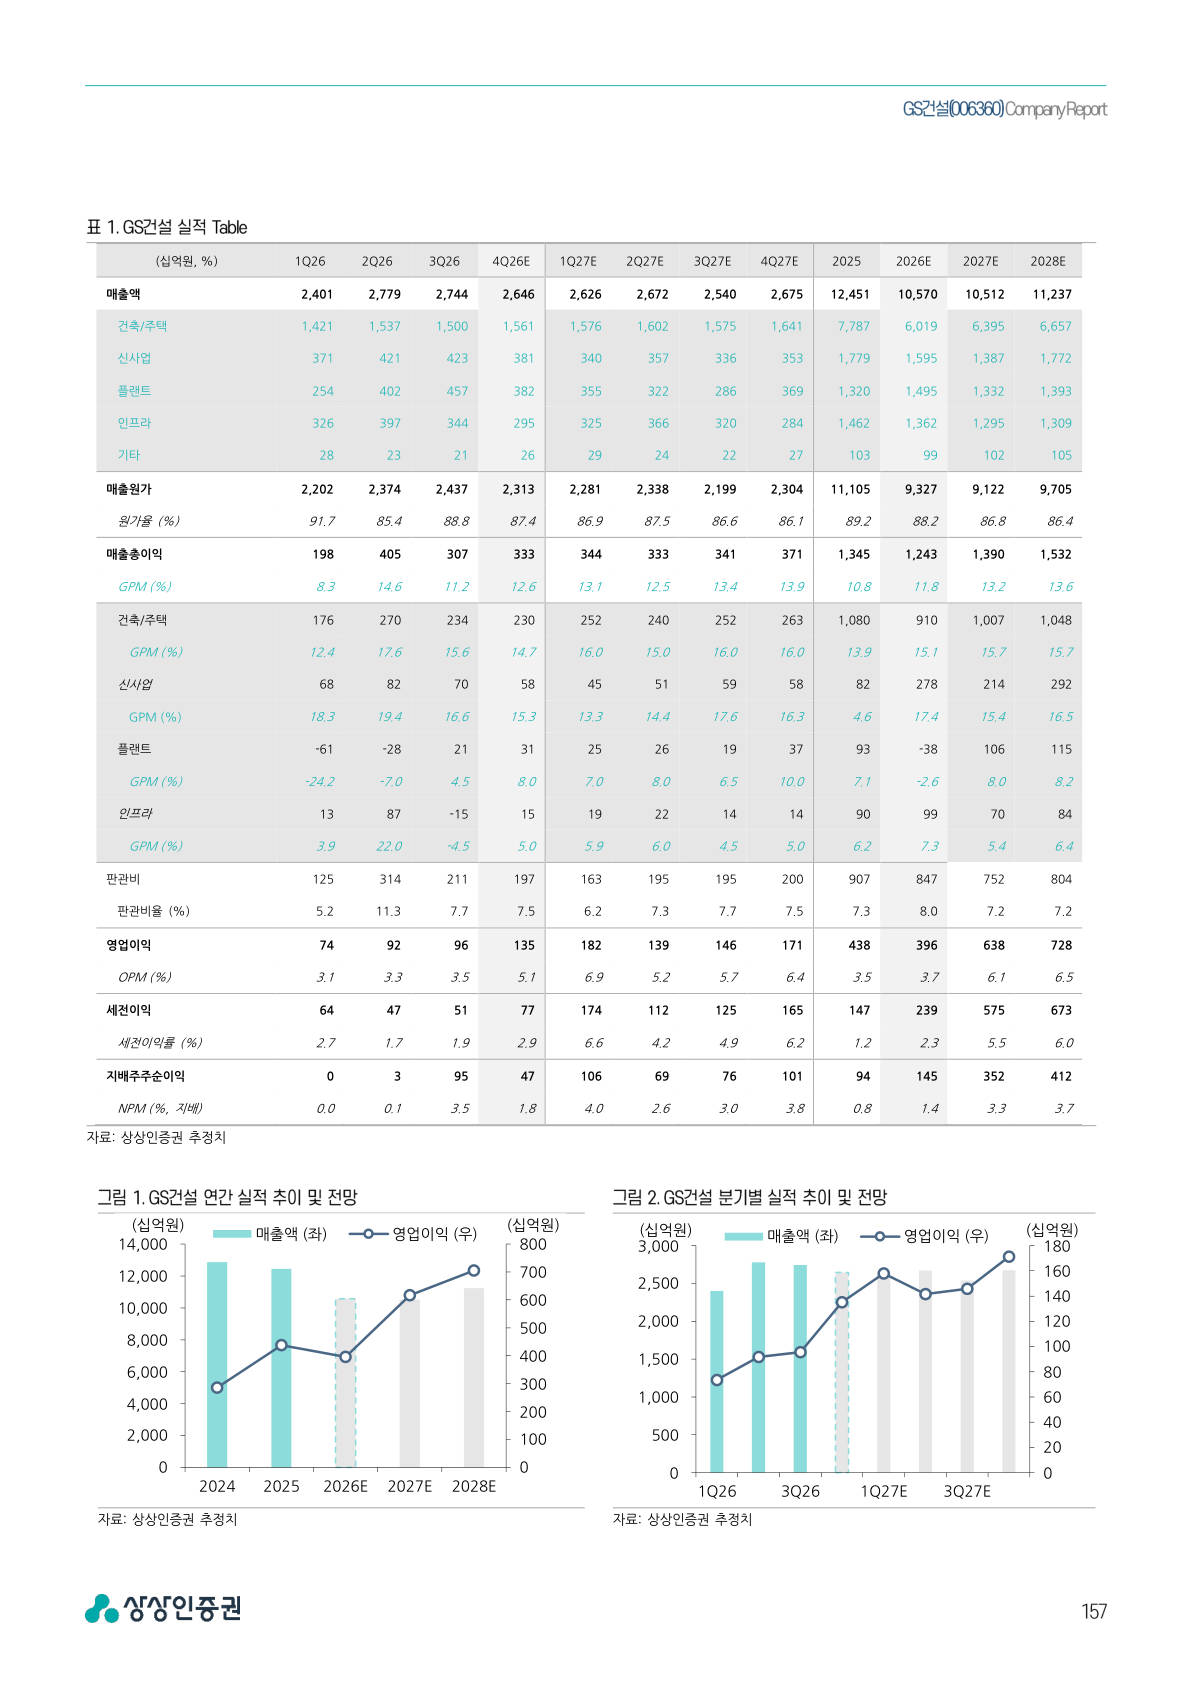 GS건설(006360) Company Report
표 1. GS건설 실적 Table
(십억원, %) 1Q26 2Q26 3Q26 4Q26E 1Q27E 2Q27E 3Q27E 4Q27E 2025 2026E 2027E 2028E
매출액 2,401 2,779 2,744 2,646 2,626 2,672 2,540 2,675 12,451 10,570 10,512 11,237
건축/주택 1,421 1,537 1,500 1,561 1,576 1,602 1,575 1,641 7,787 6,019 6,395 6,657
신사업 371 421 423 381 340 357 336 353 1,779 1,595 1,387 1,772
플랜트 254 402 457 382 355 322 286 369 1,320 1,495 1,332 1,393
인프라 326 397 344 295 325 366 320 284 1,462 1,362 1,295 1,309
기타 28 23 21 26 29 24 22 27 103 99 102 105
매출원가 2,202 2,374 2,437 2,313 2,281 2,338 2,199 2,304 11,105 9,327 9,122 9,705
원가율 (%) 91.7 85.4 88.8 87.4 86.9 87.5 86.6 86.1 89.2 88.2 86.8 86.4
매출총이익 198 405 307 333 344 333 341 371 1,345 1,243 1,390 1,532
GPM (%) 8.3 14.6 11.2 12.6 13.1 12.5 13.4 13.9 10.8 11.8 13.2 13.6
건축/주택 176 270 234 230 252 240 252 263 1,080 910 1,007 1,048
GPM (%) 12.4 17.6 15.6 14.7 16.0 15.0 16.0 16.0 13.9 15.1 15.7 15.7
신사업 68 82 70 58 45 51 59 58 82 278 214 292
GPM (%) 18.3 19.4 16.6 15.3 13.3 14.4 17.6 16.3 4.6 17.4 15.4 16.5
플랜트 -61 -28 21 31 25 26 19 37 93 -38 106 115
GPM (%) -24.2 -7.0 4.5 8.0 7.0 8.0 6.5 10.0 7.1 -2.6 8.0 8.2
인프라 13 87 -15 15 19 22 14 14 90 99 70 84
GPM (%) 3.9 22.0 -4.5 5.0 5.9 6.0 4.5 5.0 6.2 7.3 5.4 6.4
판관비 125 314 211 197 163 195 195 200 907 847 752 804
판관비율 (%) 5.2 11.3 7.7 7.5 6.2 7.3 7.7 7.5 7.3 8.0 7.2 7.2
영업이익 74 92 96 135 182 139 146 171 438 396 638 728
OPM (%) 3.1 3.3 3.5 5.1 6.9 5.2 5.7 6.4 3.5 3.7 6.1 6.5
세전이익 64 47 51 77 174 112 125 165 147 239 575 673
세전이익률 (%) 2.7 1.7 1.9 2.9 6.6 4.2 4.9 6.2 1.2 2.3 5.5 6.0
지배주주순이익 0 3 95 47 106 69 76 101 94 145 352 412
NPM (%, 지배) 0.0 0.1 3.5 1.8 4.0 2.6 3.0 3.8 0.8 1.4 3.3 3.7
자료: 상상인증권 추정치
그림 1. GS건설 연간 실적 추이 및 전망
(십억원) 매출액 (좌) 영업이익 (우) (십억원)
14,000 800
12,000 700
10,000 600
8,000 500
6,000 400
4,000 300
2,000 200
0 100
0
2024 2025 2026E 2027E 2028E
자료: 상상인증권 추정치
그림 2. GS건설 분기별 실적 추이 및 전망
(십억원) 매출액 (좌) 영업이익 (우) (십억원)
3,000 180
2,500 160
2,000 140
1,500 120
1,000 100
500 80
0 60
40
20
0
1Q26 3Q26 1Q27E 3Q27E
자료: 상상인증권 추정치
상상인증권
157